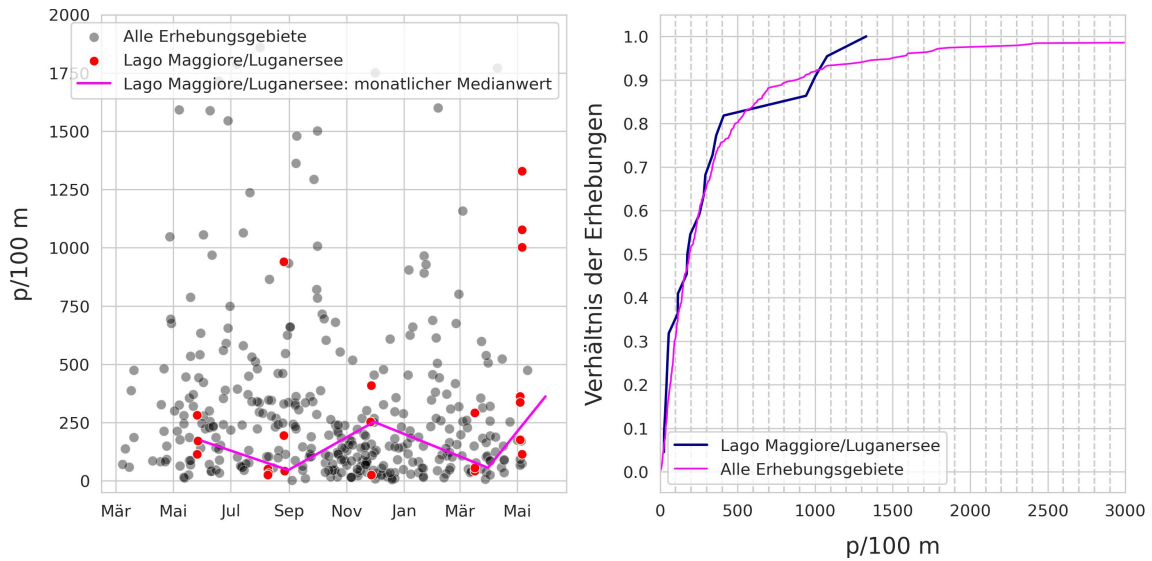 2000
1750
1500
1250
1000
750
500
250
0
p/100 m
Alle Erhebungsgebiete
Lago Maggiore/Luganersee
Lago Maggiore/Luganersee: monatlicher Medianwert
Mär Mai Jul Sep Nov Jan Mär Mai
1.0
0.9
0.8
0.7
0.6
0.5
0.4
0.3
0.2
0.1
0.0
Verhältnis der Erhebungen
Lago Maggiore/Luganersee
Alle Erhebungsgebiete
0 500 1000 1500 2000 2500 3000
p/100 m